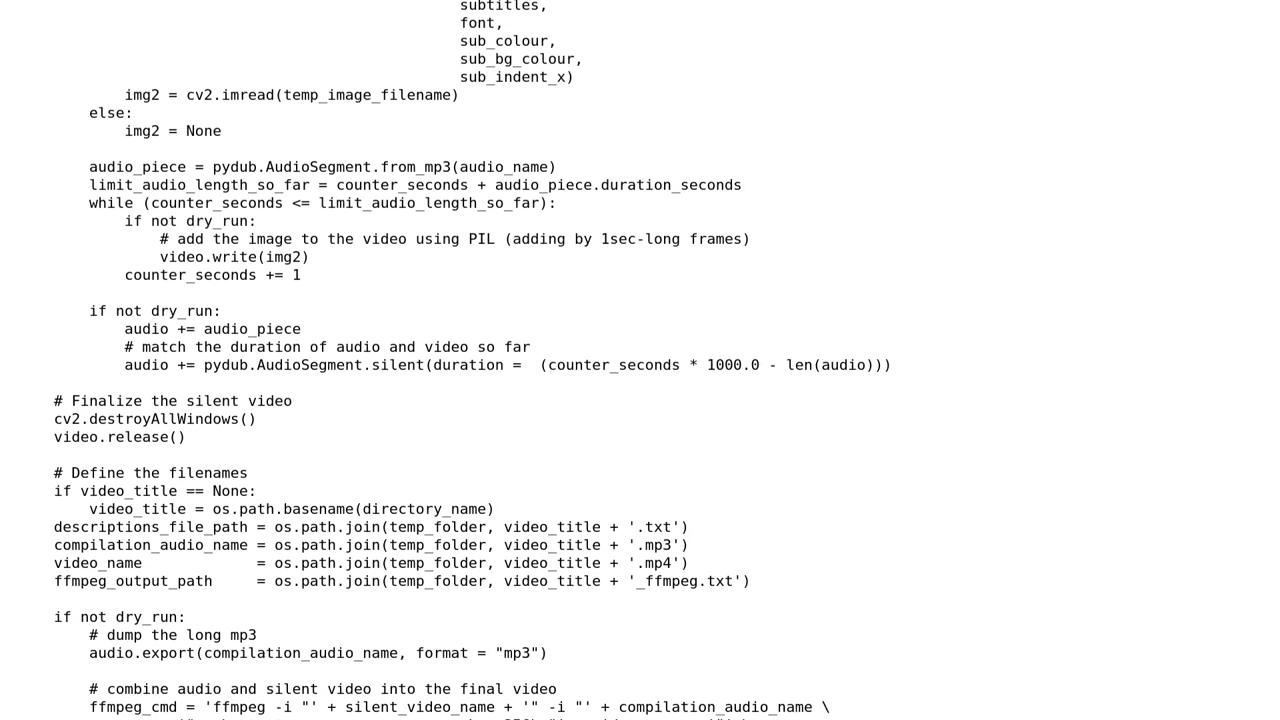 subtitles,
                                              font,
                                              sub_colour,
                                              sub_bg_colour,
                                              sub_indent_x)
        img2 = cv2.imread(temp_image_filename)
    else:
        img2 = None

    audio_piece = pydub.AudioSegment.from_mp3(audio_name)
    limit_audio_length_so_far = counter_seconds + audio_piece.duration_seconds
    while (counter_seconds <= limit_audio_length_so_far):
        if not dry_run:
            # add the image to the video using PIL (adding by 1sec-long frames)
            video.write(img2)
        counter_seconds += 1

    if not dry_run:
        audio += audio_piece
        # match the duration of audio and video so far
        audio += pydub.AudioSegment.silent(duration =  (counter_seconds * 1000.0 - len(audio)))

# Finalize the silent video
cv2.destroyAllWindows()
video.release()

# Define the filenames
if video_title == None:
    video_title = os.path.basename(directory_name)
descriptions_file_path = os.path.join(temp_folder, video_title + '.txt')
compilation_audio_name = os.path.join(temp_folder, video_title + '.mp3')
video_name             = os.path.join(temp_folder, video_title + '.mp4')
ffmpeg_output_path     = os.path.join(temp_folder, video_title + '_ffmpeg.txt')

if not dry_run:
    # dump the long mp3
    audio.export(compilation_audio_name, format = "mp3")

    # combine audio and silent video into the final video
    ffmpeg_cmd = 'ffmpeg -i "' + silent_video_name + '" -i "' + compilation_audio_name \